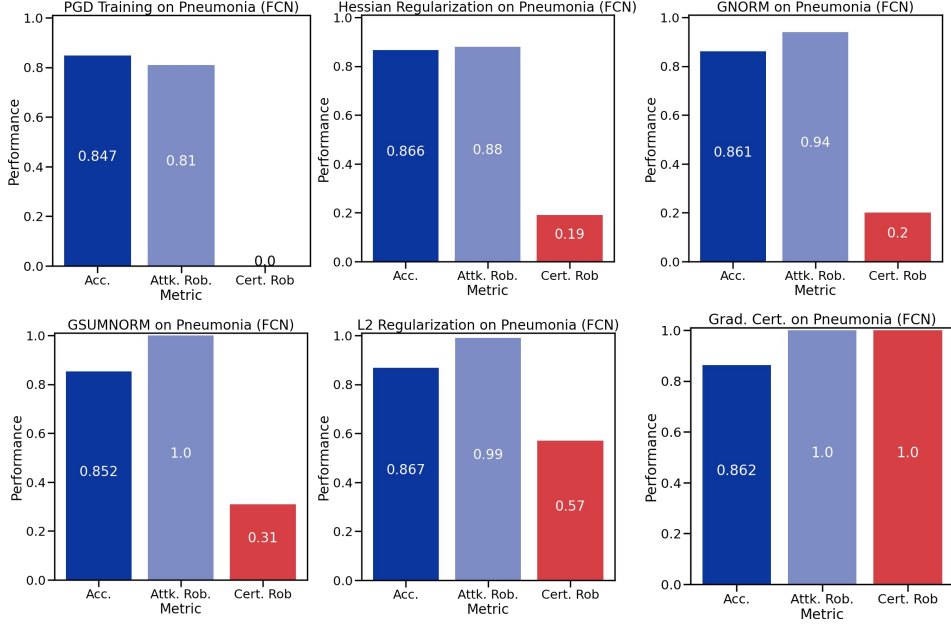 PGD Training on Pneumonia (FCN)
1.0
0.8
0.6
0.4
0.2
0.0
Performance
0.847
0.81
0.0
Acc.
Attk. Rob.
Cert. Rob
Metric
Hessian Regularization on Pneumonia (FCN)
1.0
0.8
0.6
0.4
0.2
0.0
Performance
0.866
0.88
0.19
Acc.
Attk. Rob.
Cert. Rob
Metric
GNORM on Pneumonia (FCN)
1.0
0.8
0.6
0.4
0.2
0.0
Performance
0.861
0.94
0.2
Acc.
Attk. Rob.
Cert. Rob
Metric
GSUMNORM on Pneumonia (FCN)
1.0
0.8
0.6
0.4
0.2
0.0
Performance
0.852
1.0
0.31
Acc.
Attk. Rob.
Cert. Rob
Metric
L2 Regularization on Pneumonia (FCN)
1.0
0.8
0.6
0.4
0.2
0.0
Performance
0.867
0.99
0.57
Acc.
Attk. Rob.
Cert. Rob
Metric
Grad. Cert. on Pneumonia (FCN)
1.0
0.8
0.6
0.4
0.2
0.0
Performance
0.862
1.0
1.0
Acc.
Attk. Rob.
Cert. Rob
Metric